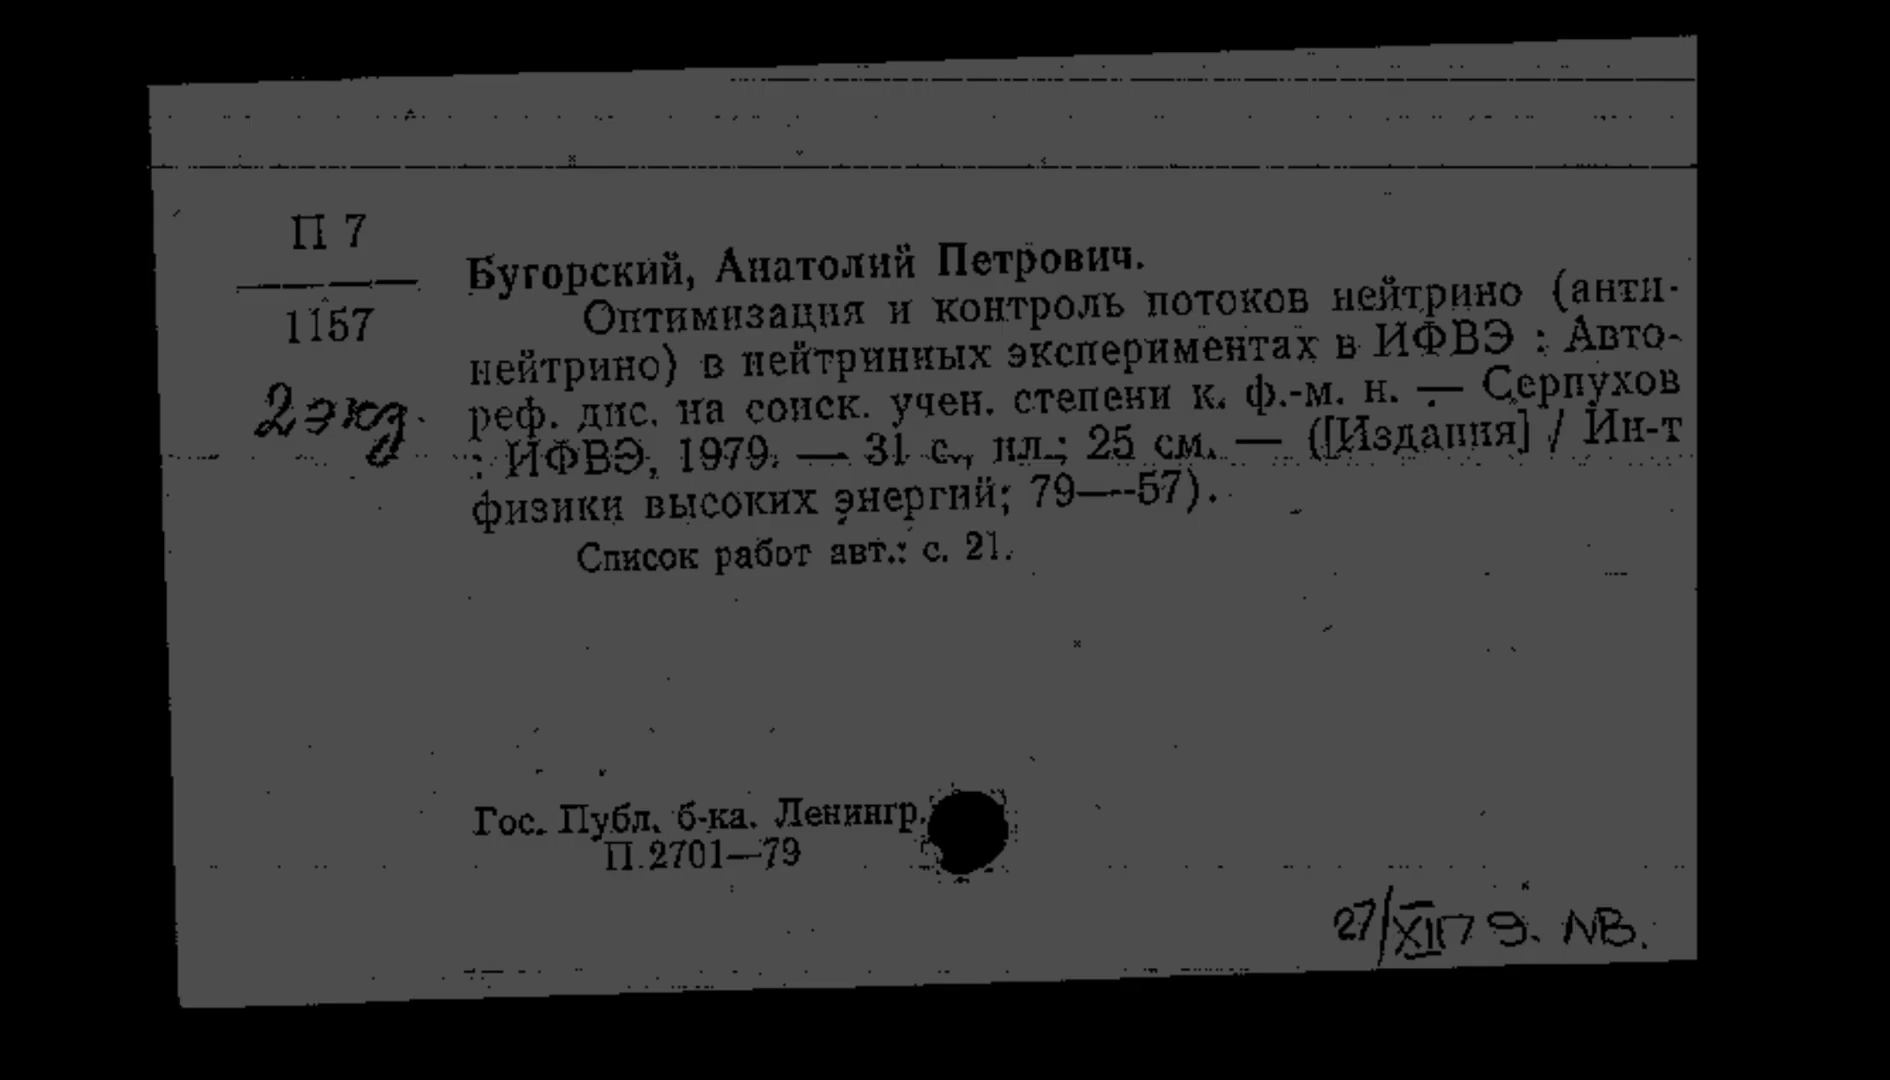 П 7
1157
2 экз.
Бугорский, Анатолий Петрович.
Оптимизация и контроль потоков нейтрино (анти-
нейтрино) в нейтринных экспериментах в ИФВЭ : Авто-
реф. дис. на соиск. учен. степени к. ф.-м. н. — Серпухов
: ИФВЭ, 1979. — 31 с., ил.; 25 см. — ([Издания] / Ин-т
физики высоких энергий; 79—57).
Список работ авт.: с. 21.
Гос. Публ. б-ка. Ленингр.
П.2701—79
27/XII 79. NB.